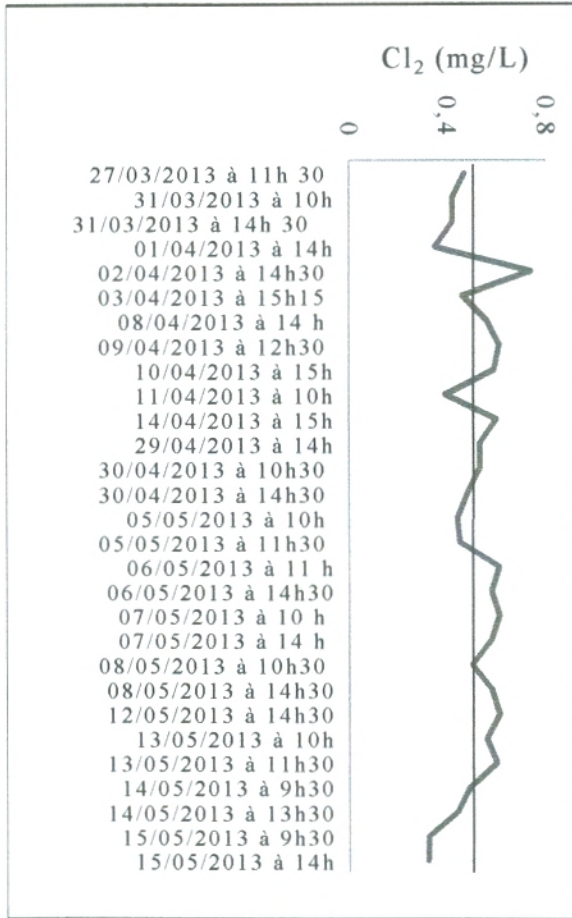 Cl₂ (mg/L)
0
0,4
0,8
27/03/2013 à 11h 30
31/03/2013 à 10h
31/03/2013 à 14h 30
01/04/2013 à 14h
02/04/2013 à 14h30
03/04/2013 à 15h15
08/04/2013 à 14 h
09/04/2013 à 12h30
10/04/2013 à 15h
11/04/2013 à 10h
14/04/2013 à 15h
29/04/2013 à 14h
30/04/2013 à 10h30
30/04/2013 à 14h30
05/05/2013 à 10h
05/05/2013 à 11h30
06/05/2013 à 11 h
06/05/2013 à 14h30
07/05/2013 à 10 h
07/05/2013 à 14 h
08/05/2013 à 10h30
08/05/2013 à 14h30
12/05/2013 à 14h30
13/05/2013 à 10h
13/05/2013 à 11h30
14/05/2013 à 9h30
14/05/2013 à 13h30
15/05/2013 à 9h30
15/05/2013 à 14h